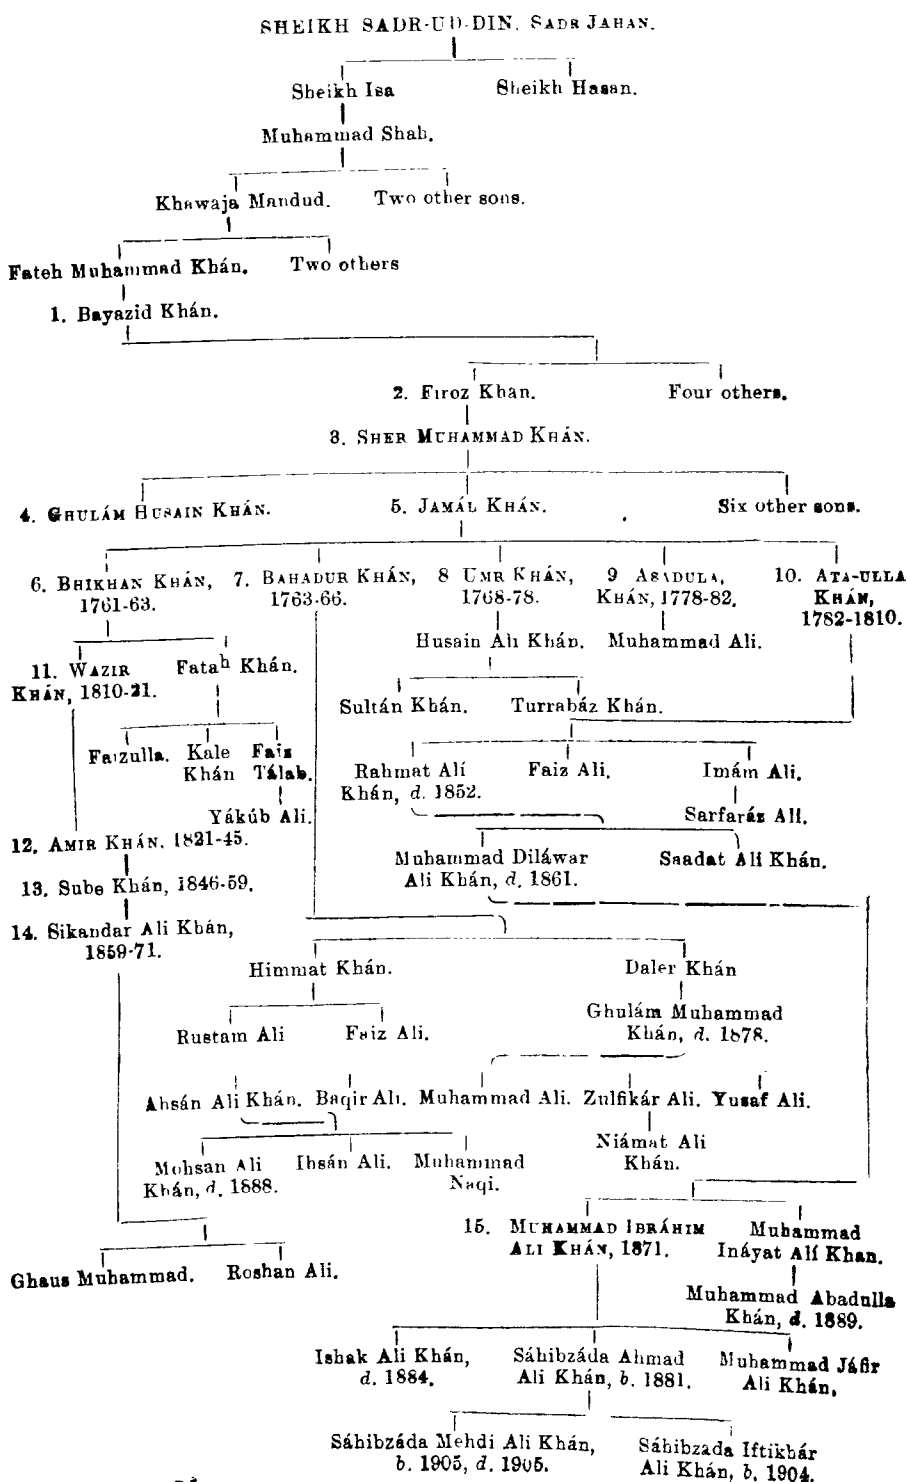 SHEIKH SADR-UD-DIN, SADR JAHAN.
Sheikh Isa Sheikh Hasan.
Muhammad Shah.
Khawaja Mandud. Two other sons.
Fateh Muhammad Khán. Two others
1. Bayazid Khán.
2. Firoz Khan. Four others.
3. SHER MUHAMMAD KHÁN.
4. GHULÁM HUSAIN KHÁN. 5. JAMÁL KHÁN. Six other sons.
6. BHIKHAN KHÁN, 7. BAHADUR KHÁN, 8 UMR KHÁN, 9 ASADULA, 10. ATA-ULLA
1761-63. 1763-66. 1768-78. KHÁN, 1778-82. KHÁN,
1782-1810.
Husain Ali Khán. Muhammad Ali.
11. WAZIR Fatah Khán.
KHÁN, 1810-21.
Sultán Khán. Turrabáz Khán.
Faizulla. Kale Faiz
Khán Tálab.
Rahmat Alí Faiz Ali. Imám Ali.
Khán, d. 1852.
Yákúb Ali. Sarfaráz Ali.
12. AMIR KHÁN, 1821-45.
Muhammad Diláwar Saadat Ali Khán.
Ali Khán, d. 1861.
13. Sube Khán, 1846-59.
14. Sikandar Ali Khán,
1859-71.
Himmat Khán. Daler Khán
Ghulám Muhammad
Khán, d. 1878.
Rustam Ali Faiz Ali.
Ahsán Ali Khán. Baqir Ali. Muhammad Ali. Zulfikár Ali. Yusaf Ali.
Niámat Ali
Khán.
Mohsan Ali Ihsán Ali. Muhammad
Khán, d. 1888. Naqi.
15. MUHAMMAD IBRÁHIM Muhammad
ALI KHÁN, 1871. Ináyat Alí Khan.
Ghaus Muhammad. Roshan Ali.
Muhammad Abadulla
Khán, d. 1889.
Ishak Ali Khán, Sáhibzáda Ahmad Muhammad Jáfir
d. 1884. Ali Khán, b. 1881. Ali Khán,
Sáhibzáda Mehdi Ali Khán, Sáhibzada Iftikhár
b. 1905, d. 1905. Ali Khán, b. 1904.